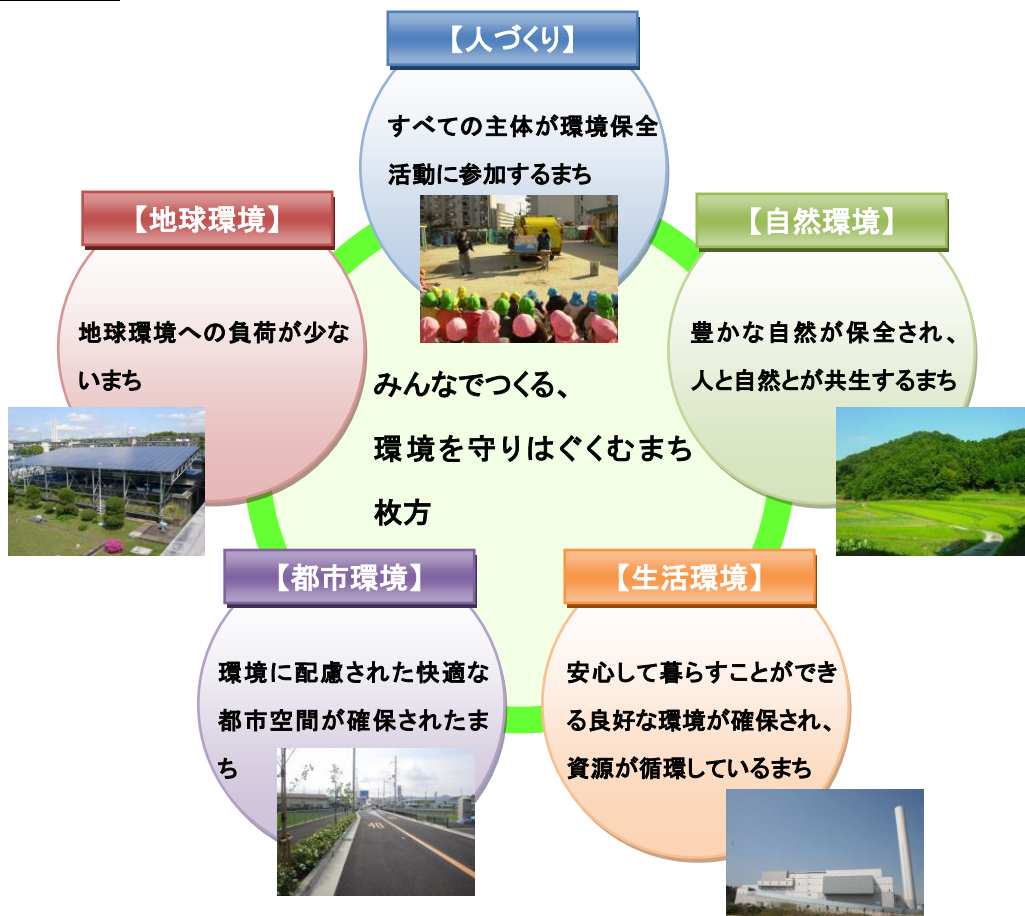 【人づくり】
すべての主体が環境保全
活動に参加するまち
【地球環境】
地球環境への負荷が少な
いまち
【自然環境】
豊かな自然が保全され、
人と自然とが共生するまち
みんなでつくる、
環境を守りはぐくむまち
枚方
【都市環境】
環境に配慮された快適な
都市空間が確保されたま
ち
【生活環境】
安心して暮らすことができ
る良好な環境が確保され、
資源が循環しているまち